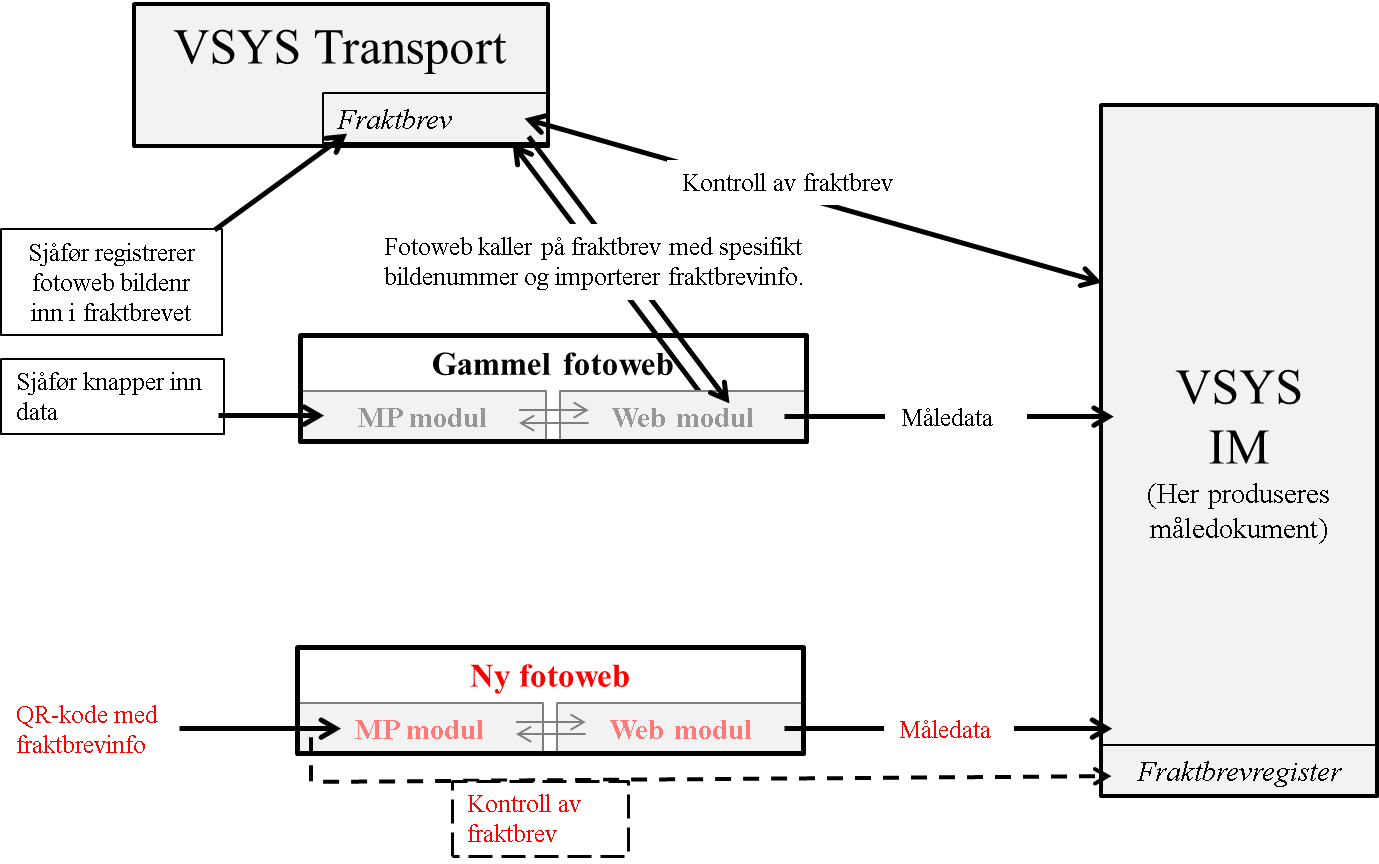 VSYS Transport
Fraktbrev
Kontroll av fraktbrev
Sjåfør registrerer
fotoweb bildenr
inn i fraktbrevet
Fotoweb kaller på fraktbrev med spesifikt
bildenummer og importerer fraktbrevinfo.
Sjåfør knapper inn
data
Gammel fotoweb
MP modul
Web modul
Måledata
VSYS
IM
(Her produseres
måledokument)
Ny fotoweb
QR-kode med
fraktbrevinfo
MP modul
Web modul
Måledata
Fraktbrevregister
Kontroll av
fraktbrev